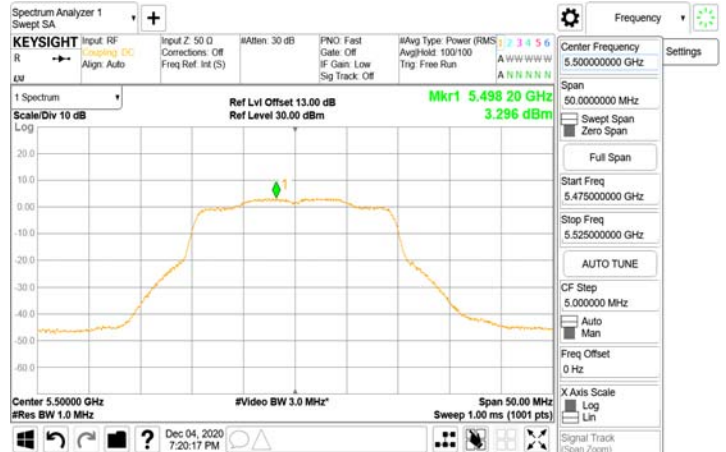 Spectrum Analyzer 1
Swept SA
+
Frequency
KEYSIGHT
R
Input: RF
Coupling: DC
Align: Auto
Input Z: 50 Ω
Corrections: Off
Freq Ref: Int (S)
#Atten: 30 dB
PNO: Fast
Gate: Off
IF Gain: Low
Sig Track: Off
#Avg Type: Power (RMS
Avg|Hold: 100/100
Trig: Free Run
1 2 3 4 5 6
A W W W W W
A N N N N N
Center Frequency
5.500000000 GHz
Settings
Span
50.0000000 MHz
Swept Span
Zero Span
Full Span
Start Freq
5.475000000 GHz
Stop Freq
5.525000000 GHz
AUTO TUNE
CF Step
5.000000 MHz
Auto
Man
Freq Offset
0 Hz
X Axis Scale
Log
Lin
Signal Track
(Span Zoom)
1 Spectrum
Scale/Div 10 dB
Ref Lvl Offset 13.00 dB
Ref Level 30.00 dBm
Mkr1 5.498 20 GHz
3.296 dBm
Log
20.0
10.0
0.00
-10.0
-20.0
-30.0
-40.0
-50.0
-60.0
1
Center 5.50000 GHz
#Res BW 1.0 MHz
#Video BW 3.0 MHz*
Span 50.00 MHz
Sweep 1.00 ms (1001 pts)
?
Dec 04, 2020
7:20:17 PM